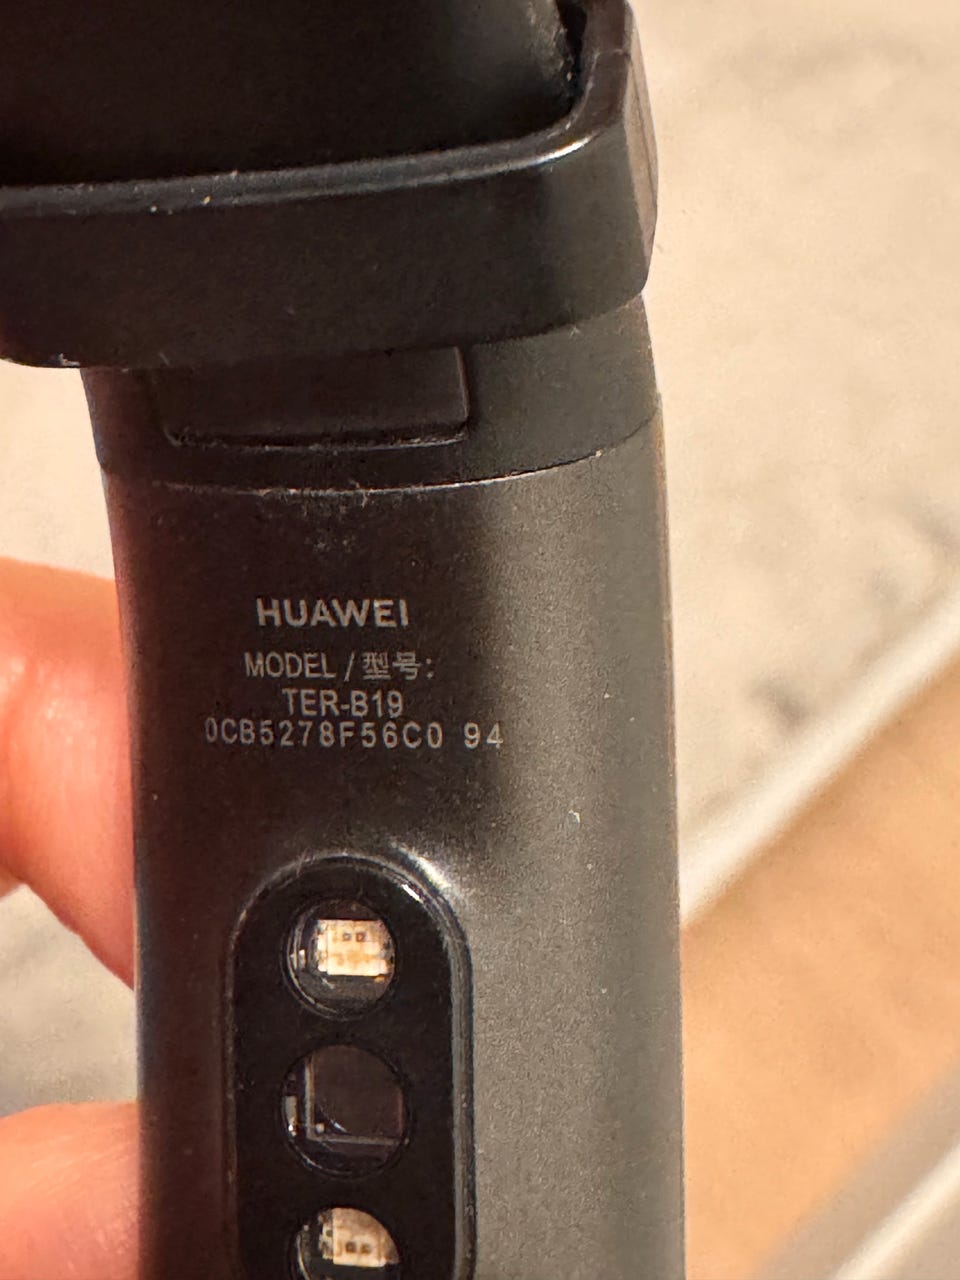 HUAWEI
MODEL / 型号:
TER-B19
0CB5278F56C0 94